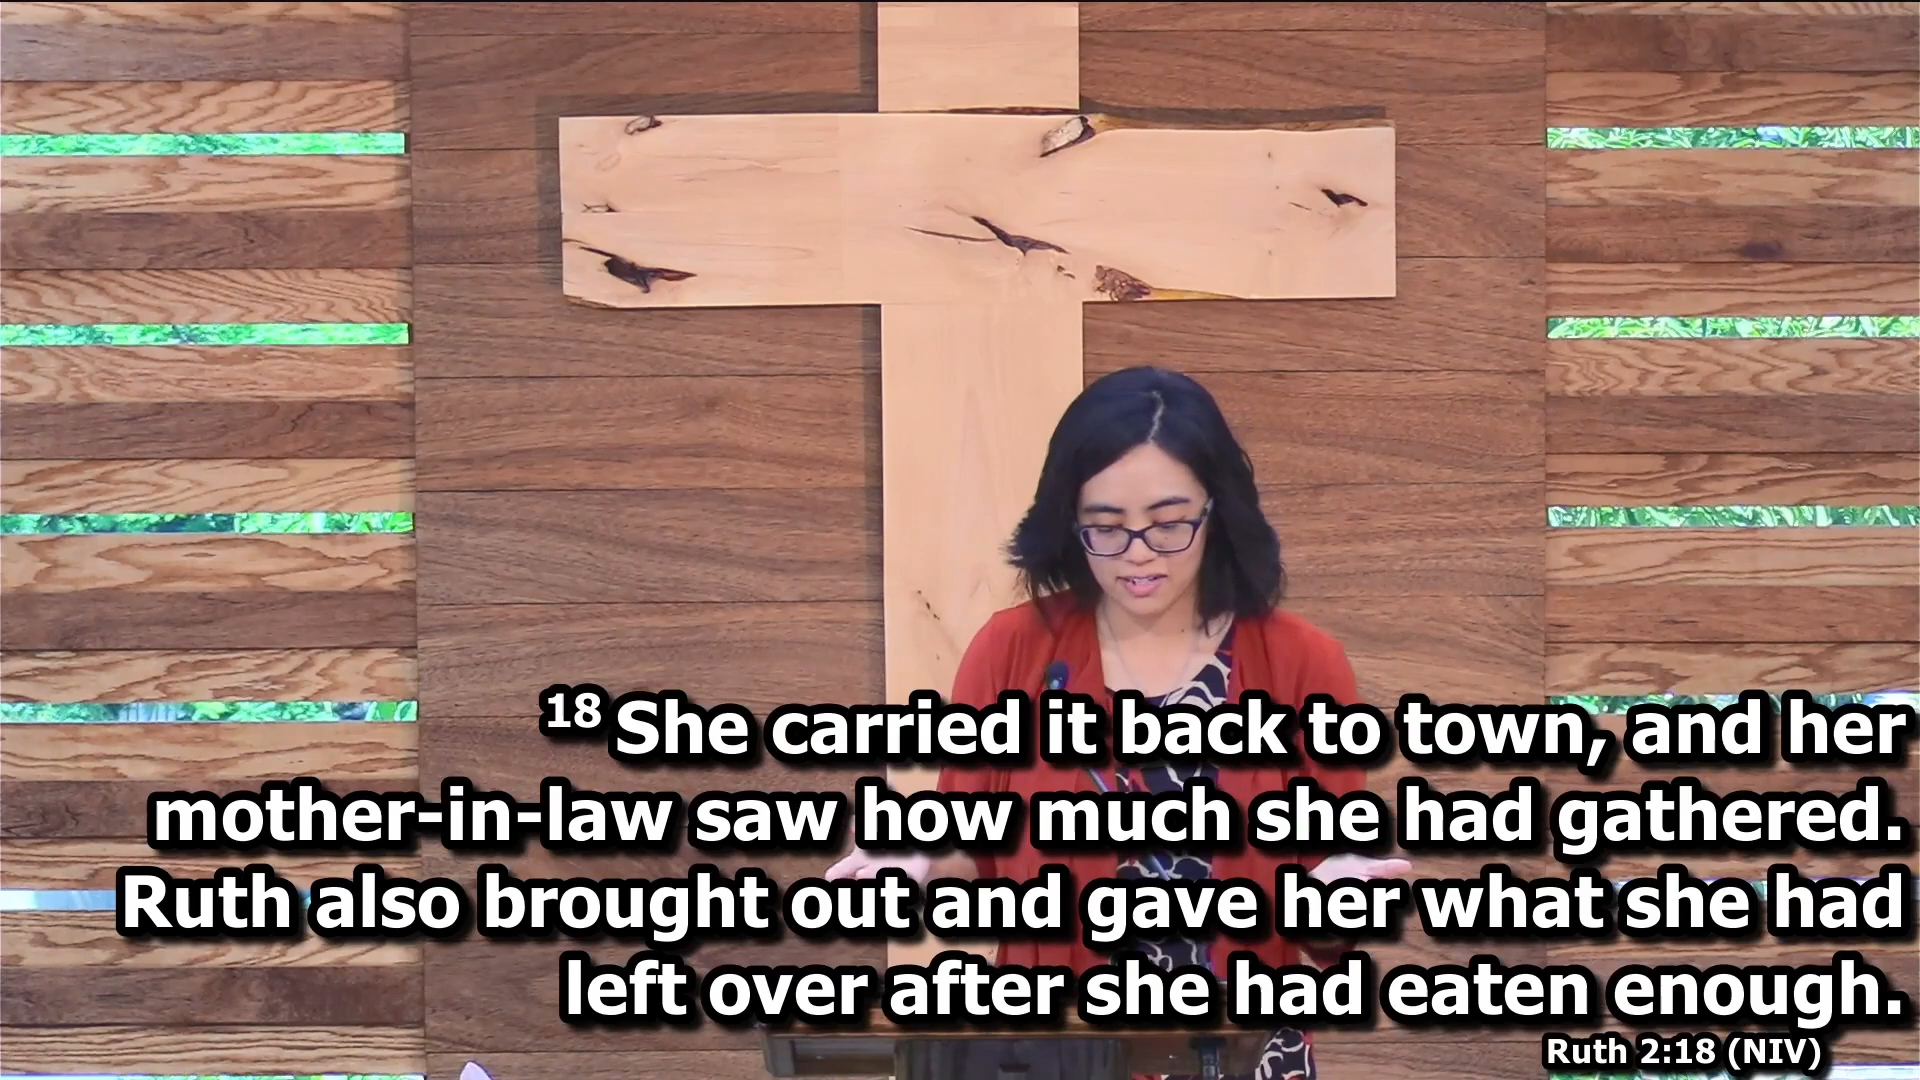 18 She carried it back to town, and her
mother-in-law saw how much she had gathered.
Ruth also brought out and gave her what she had
left over after she had eaten enough.
Ruth 2:18 (NIV)